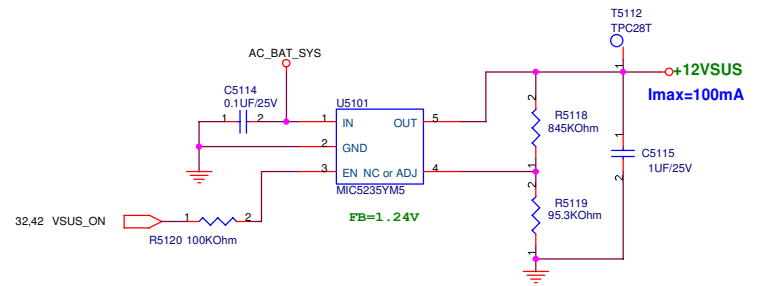 T5112
TPC28T
AC_BAT_SYS
1
+12VSUS
C5114
0.1UF/25V
Imax=100mA
U5101
1 2 1 IN OUT 5
2
R5118
845KOhm
1
2 GND
C5115
1UF/25V
3 EN NC or ADJ 4
1
2
MIC5235YM5
2
R5119
95.3KOhm
FB=1.24V
32,42 VSUS_ON
1 2
R5120 100KOhm
1